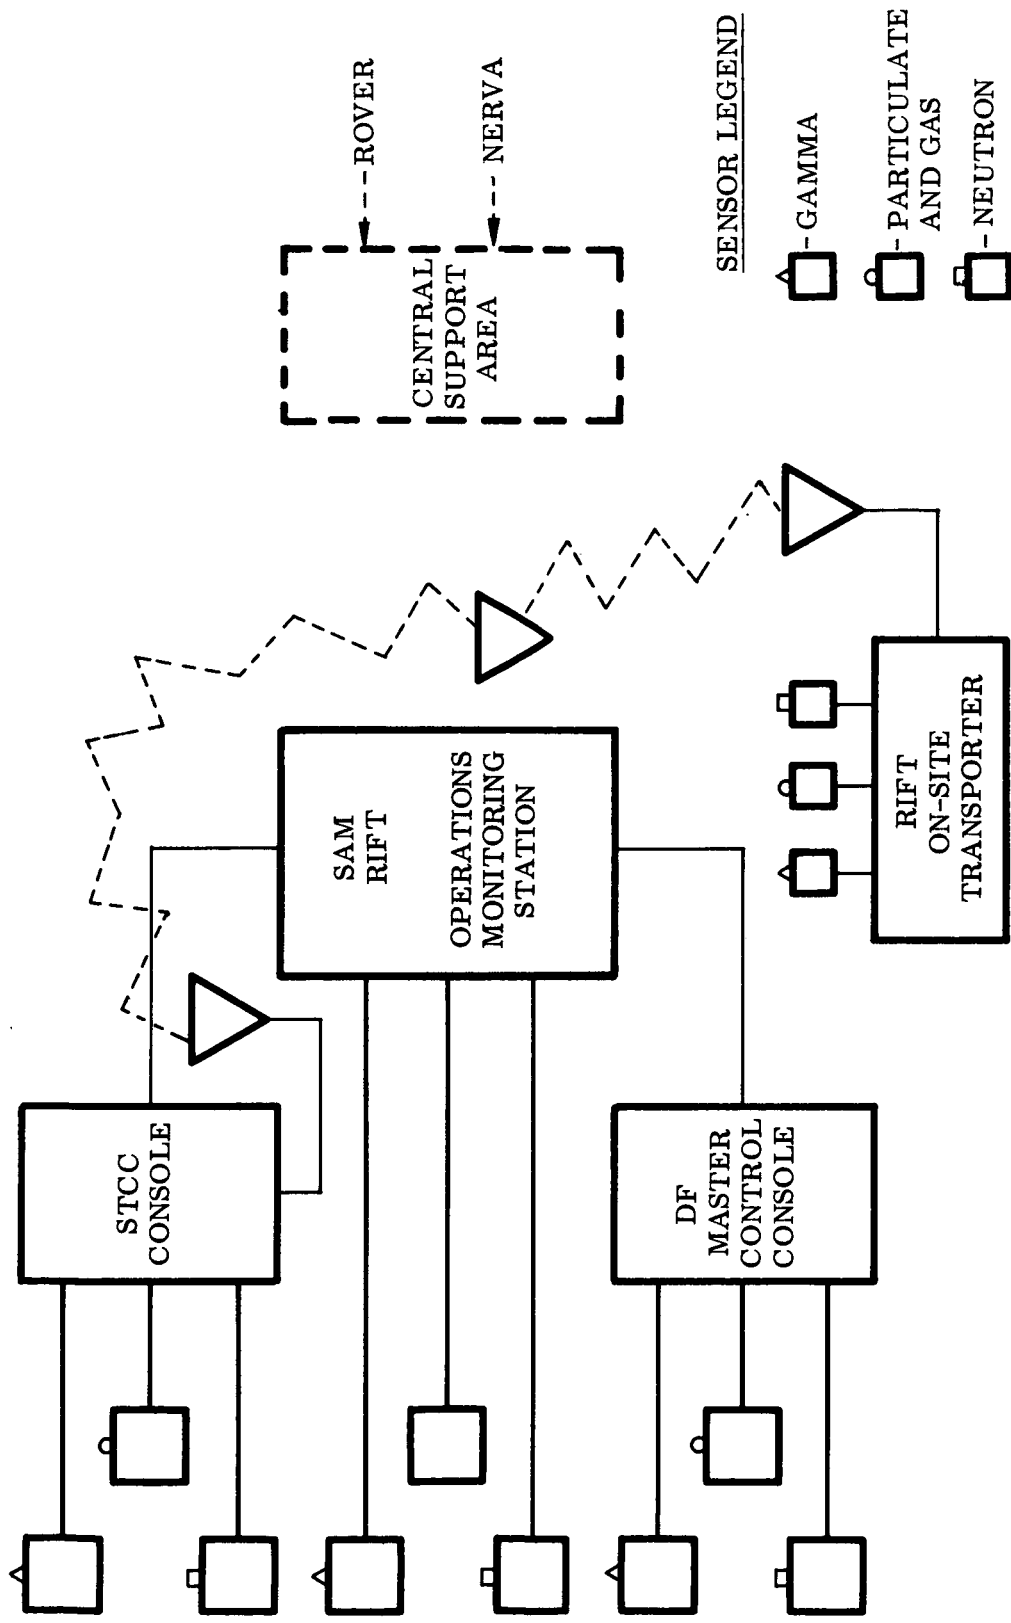 STCC
CONSOLE
SAM
RIFT
OPERATIONS
MONITORING
STATION
DF
MASTER
CONTROL
CONSOLE
RIFT
ON-SITE
TRANSPORTER
CENTRAL
SUPPORT
AREA
ROVER
NERVA
SENSOR LEGEND
- GAMMA
- PARTICULATE
AND GAS
- NEUTRON